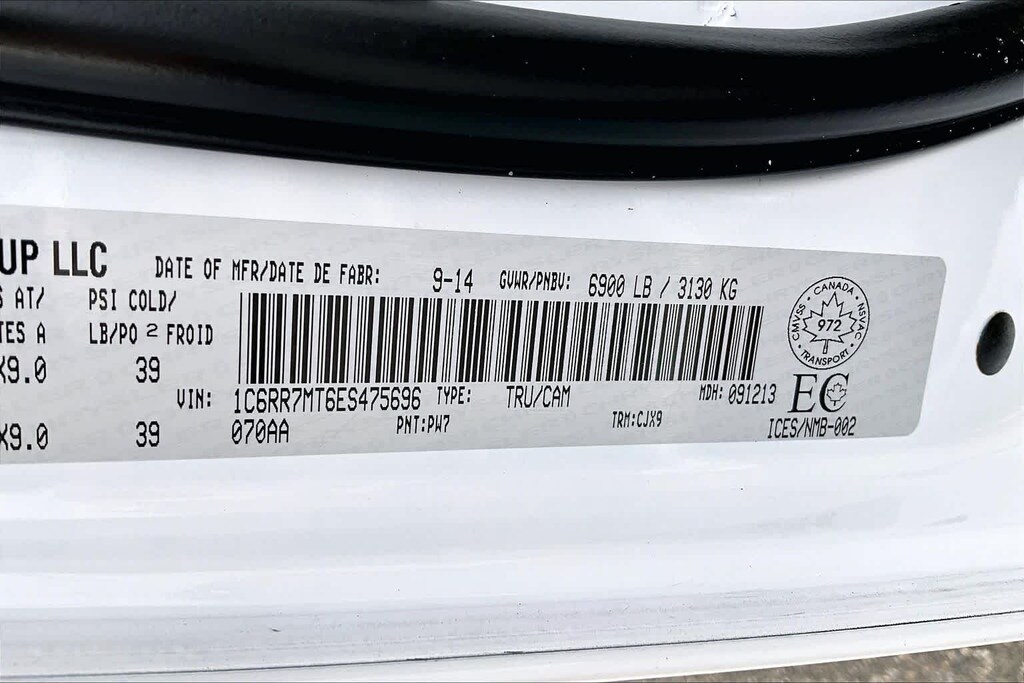 UP LLC
DATE OF MFR/DATE DE FABR: 9-14 GVWR/PNBV: 6900 LB / 3130 KG
AT/ PSI COLD/
A LB/PO 2 FROID
X9.0 39
VIN: 1C6RR7MT6ES475696 TYPE: TRU/CAM MDH: 091213
X9.0 39 070AA PNT:PW7 TRM:CJX9
CANADA
CMVSS · NSVAC
972
TRANSPORT
EC
ICES/NMB-002